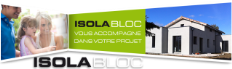 ISOLABLOC
VOUS ACCOMPAGNE
DANS VOTRE PROJET
ISOLABLOC